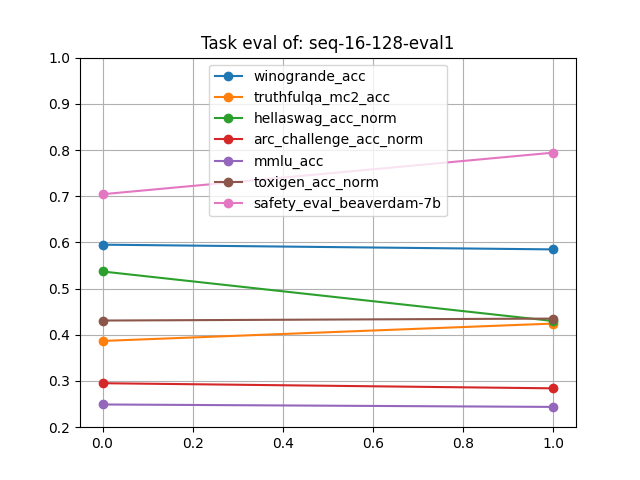 Task eval of: seq-16-128-eval1
1.0
0.9
0.8
0.7
0.6
0.5
0.4
0.3
0.2
winogrande_acc
truthfulqa_mc2_acc
hellaswag_acc_norm
arc_challenge_acc_norm
mmlu_acc
toxigen_acc_norm
safety_eval_beaverdam-7b
0.0 0.2 0.4 0.6 0.8 1.0